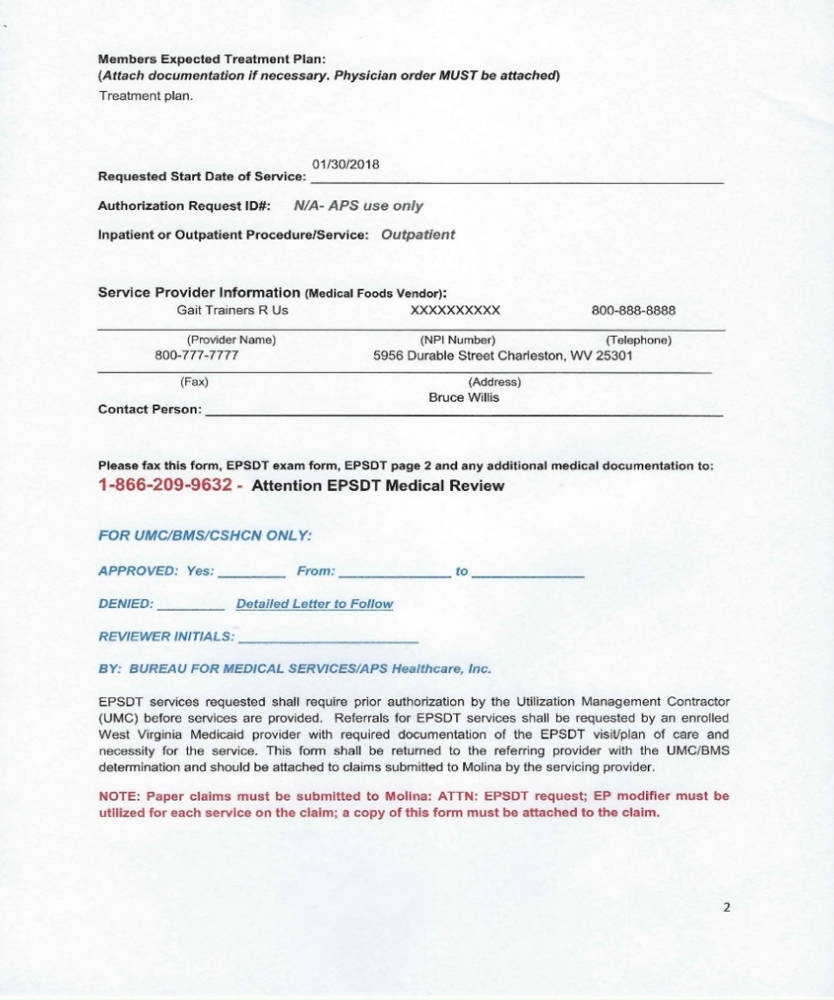 Members Expected Treatment Plan:
(Attach documentation if necessary. Physician order MUST be attached)
Treatment plan.
01/30/2018
Requested Start Date of Service: ____________________
Authorization Request ID#: N/A- APS use only
Inpatient or Outpatient Procedure/Service: Outpatient
Service Provider Information (Medical Foods Vendor):
Gait Trainers R Us XXXXXXXXXX 800-888-8888
(Provider Name) (NPI Number) (Telephone)
800-777-7777 5956 Durable Street Charleston, WV 25301
(Fax) (Address)
Bruce Willis
Contact Person: ____________________
Please fax this form, EPSDT exam form, EPSDT page 2 and any additional medical documentation to:
1-866-209-9632 - Attention EPSDT Medical Review
FOR UMC/BMS/CSHCN ONLY:
APPROVED: Yes: ________ From: ____________ to ____________
DENIED: ________ Detailed Letter to Follow
REVIEWER INITIALS: ____________________
BY: BUREAU FOR MEDICAL SERVICES/APS Healthcare, Inc.
EPSDT services requested shall require prior authorization by the Utilization Management Contractor
(UMC) before services are provided. Referrals for EPSDT services shall be requested by an enrolled
West Virginia Medicaid provider with required documentation of the EPSDT visit/plan of care and
necessity for the service. This form shall be returned to the referring provider with the UMC/BMS
determination and should be attached to claims submitted to Molina by the servicing provider.
NOTE: Paper claims must be submitted to Molina: ATTN: EPSDT request; EP modifier must be
utilized for each service on the claim; a copy of this form must be attached to the claim.
2